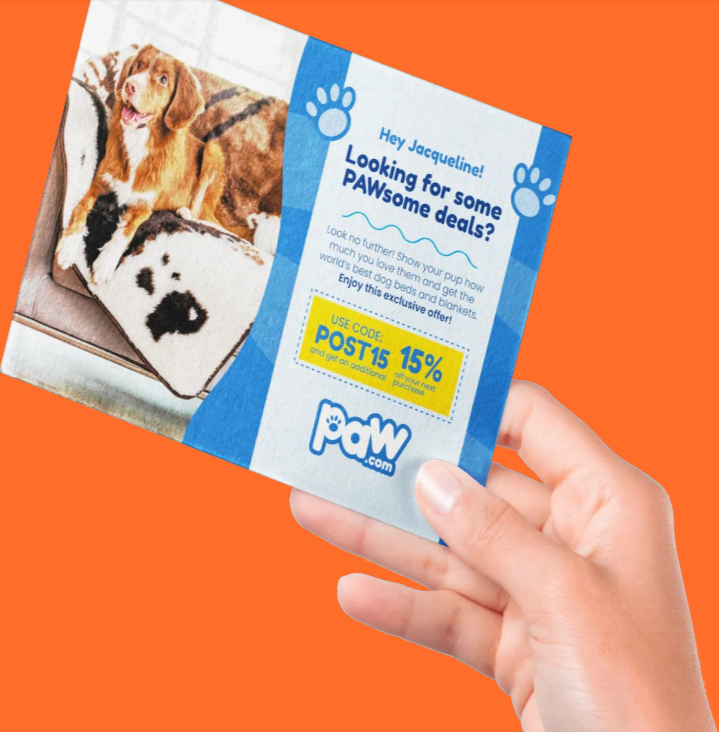 Hey Jacqueline!
Looking for some
PAWsome deals?
Look no further! Show your pup how
much you love them and get the
world's best dog beds and blankets.
Enjoy this exclusive offer!
USE CODE:
POST15
and get an additional
15%
off your next
purchase
paw
.com